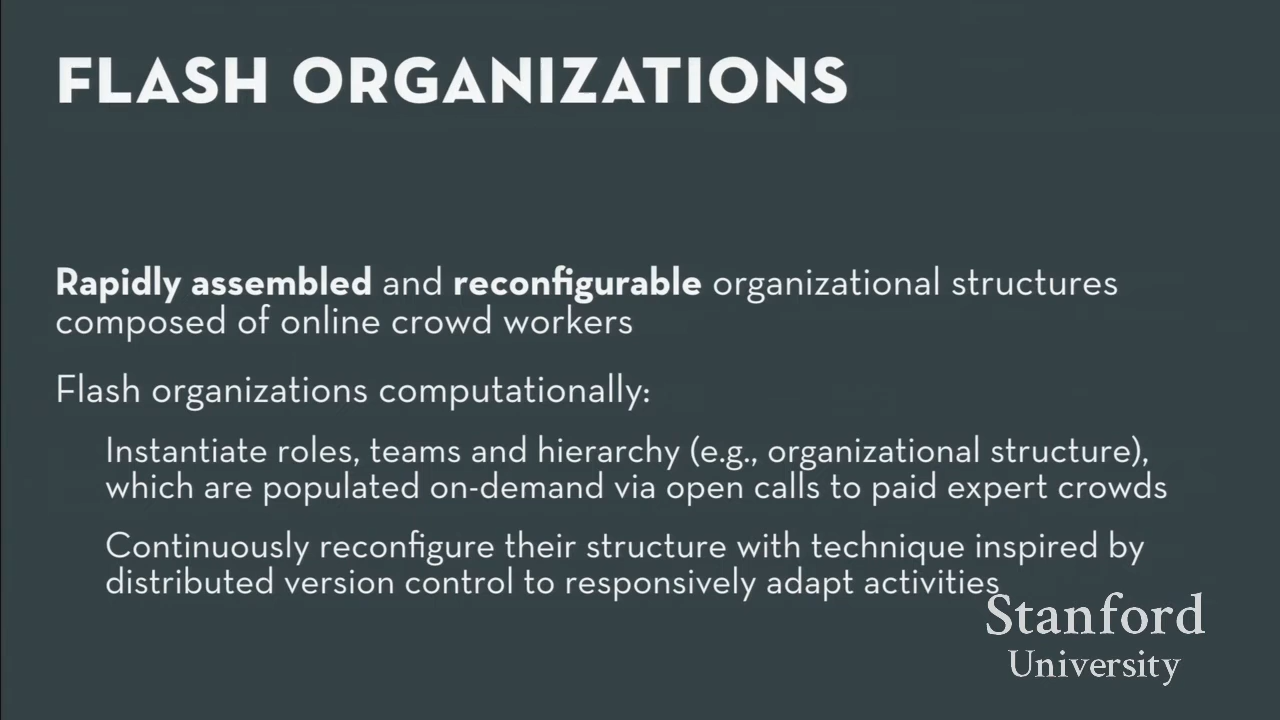 FLASH ORGANIZATIONS
Rapidly assembled and reconfigurable organizational structures
composed of online crowd workers
Flash organizations computationally:
Instantiate roles, teams and hierarchy (e.g., organizational structure),
which are populated on-demand via open calls to paid expert crowds
Continuously reconfigure their structure with technique inspired by
distributed version control to responsively adapt activities
Stanford
University